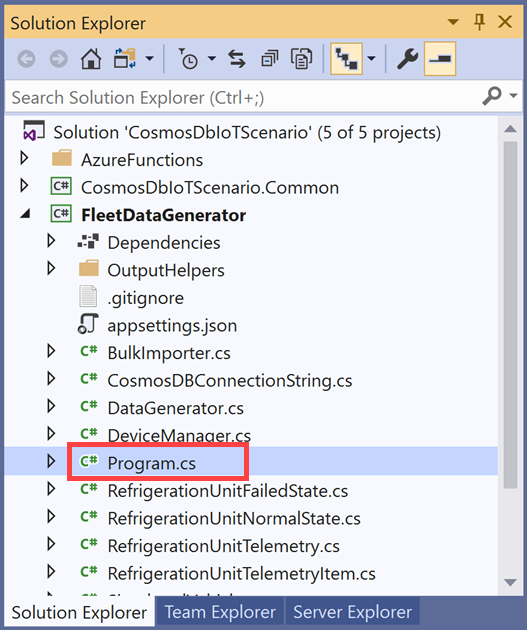 Solution Explorer
Search Solution Explorer (Ctrl+;)
Solution 'CosmosDbIoTScenario' (5 of 5 projects)
AzureFunctions
C# CosmosDbIoTScenario.Common
C# FleetDataGenerator
Dependencies
OutputHelpers
.gitignore
appsettings.json
C# BulkImporter.cs
C# CosmosDBConnectionString.cs
C# DataGenerator.cs
C# DeviceManager.cs
C# Program.cs
C# RefrigerationUnitFailedState.cs
C# RefrigerationUnitNormalState.cs
C# RefrigerationUnitTelemetry.cs
C# RefrigerationUnitTelemetryItem.cs
Solution Explorer Team Explorer Server Explorer